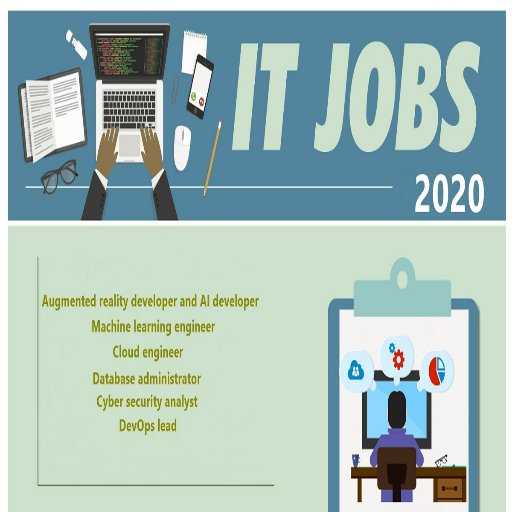 IT JOBS
2020
Augmented reality developer and AI developer
Machine learning engineer
Cloud engineer
Database administrator
Cyber security analyst
DevOps lead